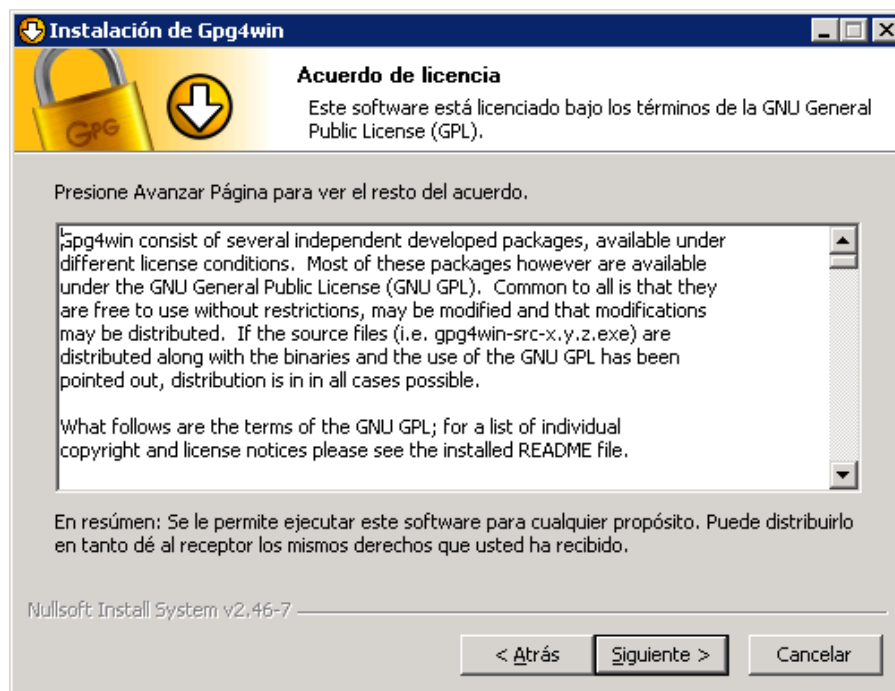 Instalación de Gpg4win
GPG
Acuerdo de licencia
Este software está licenciado bajo los términos de la GNU General
Public License (GPL).
Presione Avanzar Página para ver el resto del acuerdo.
Gpg4win consist of several independent developed packages, available under
different license conditions.  Most of these packages however are available
under the GNU General Public License (GNU GPL).  Common to all is that they
are free to use without restrictions, may be modified and that modifications
may be distributed.  If the source files (i.e. gpg4win-src-x.y.z.exe) are
distributed along with the binaries and the use of the GNU GPL has been
pointed out, distribution is in in all cases possible.
What follows are the terms of the GNU GPL; for a list of individual
copyright and license notices please see the installed README file.
En resúmen: Se le permite ejecutar este software para cualquier propósito. Puede distribuirlo
en tanto dé al receptor los mismos derechos que usted ha recibido.
Nullsoft Install System v2.46-7
< Atrás
Siguiente >
Cancelar